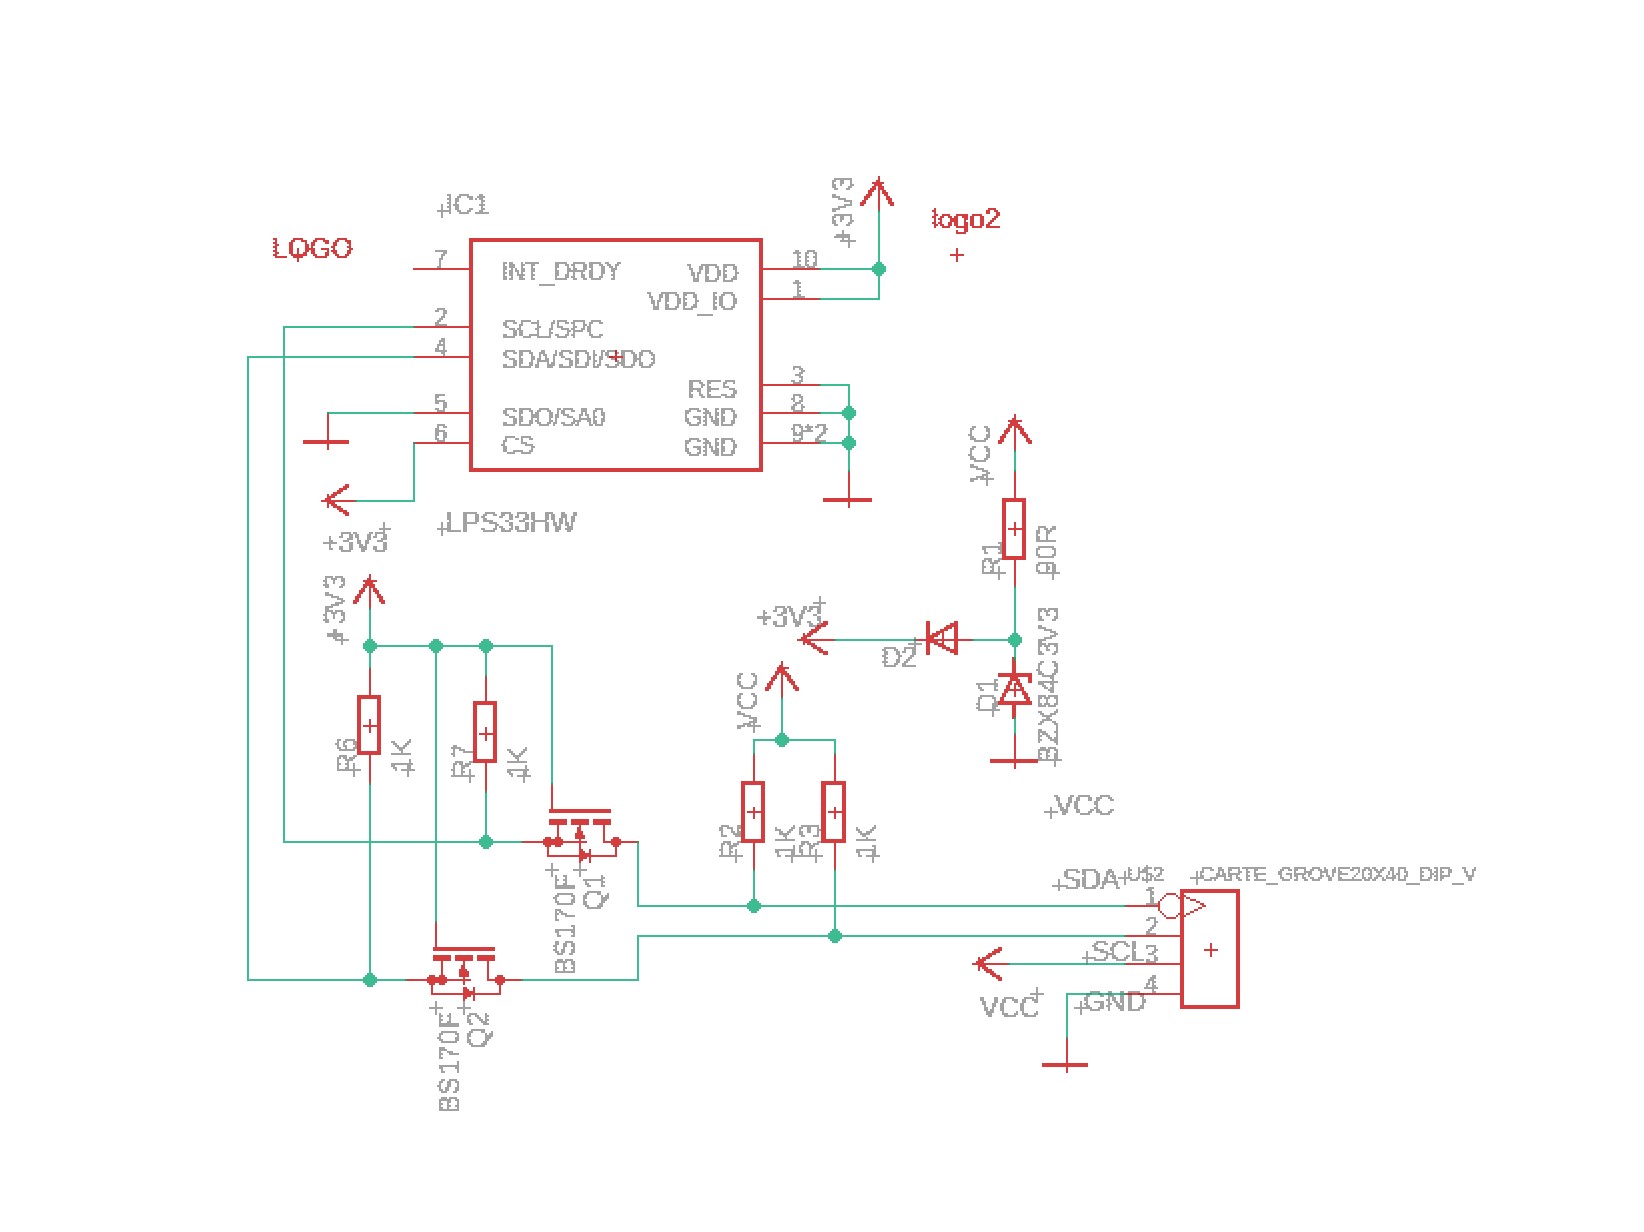 IC1
+3V3
logo2
LOGO
7
INT_DRDY
VDD
10
VDD_IO
1
2
SCL/SPC
4
SDA/SDI/SDO
RES
3
5
SDO/SA0
GND
8
6
CS
GND
9*2
+3V3
LPS33HW
VCC
R1
90R
+3V3
+3V3
D2
D1
BZX84C3V3
VCC
R6
1K
R7
1K
R2
1K
R3
1K
VCC
BS170F
Q1
SDA
U$2
CARTE_GROVE20X40_DIP_V
1
2
SCL
3
VCC
4
GND
BS170F
Q2